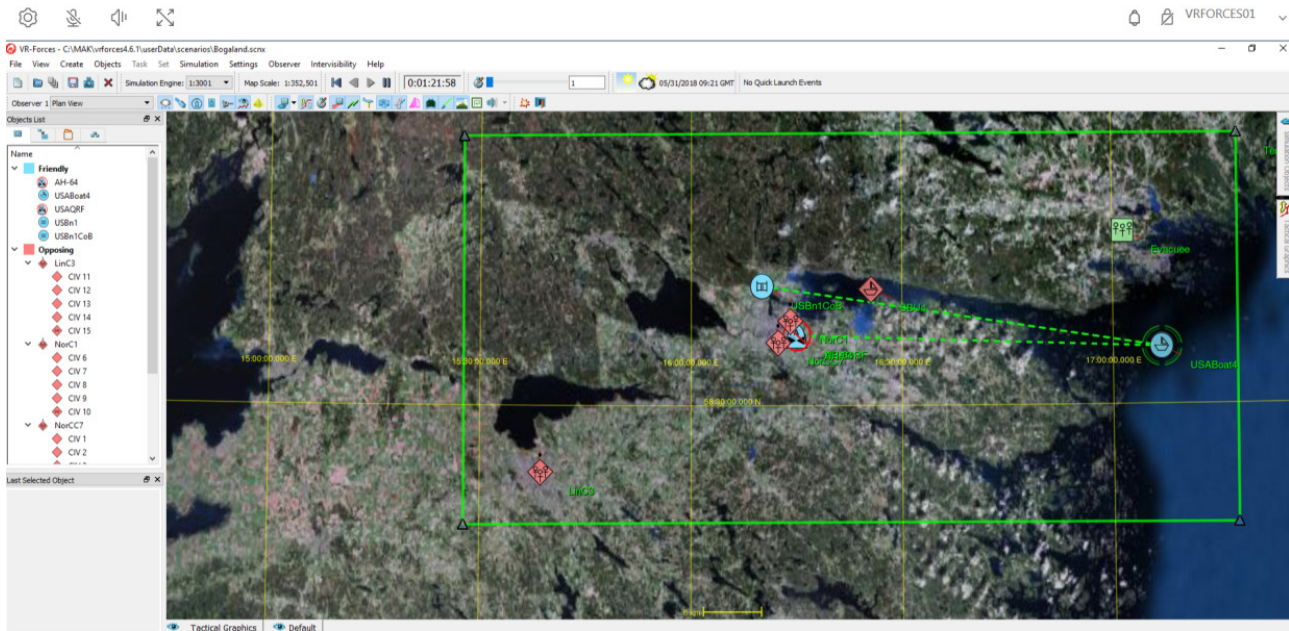 VRFORCES01
VR-Forces - C:\MAK\vrforces4.6.1\userData\scenarios\Bogaland.scnx
File View Create Objects Task Set Simulation Settings Observer Intervisibility Help
Simulation Engine: 1:3001 Map Scale: 1:352,501 0:01:21:58 1 05/31/2018 09:21 GMT No Quick Launch Events
Observer 1 Plan View
Objects List
Name
Friendly
AH-64
USABoat4
USAQRF
USBn1
USBn1CoB
Opposing
LinC3
CIV 11
CIV 12
CIV 13
CIV 14
CIV 15
NorC1
CIV 6
CIV 7
CIV 8
CIV 9
CIV 10
NorCC7
CIV 1
CIV 2
Last Selected Object
Evacuee
USBn1CoB
NorC1
15:00:00.000 E
15:30:00.000 E
16:00:00.000 E
16:30:00.000 E
17:00:00.000 E
USABoat4
58:30:00.000 N
LinC3
Simulation Objects
Tactical Graphics
Tactical Graphics
Default